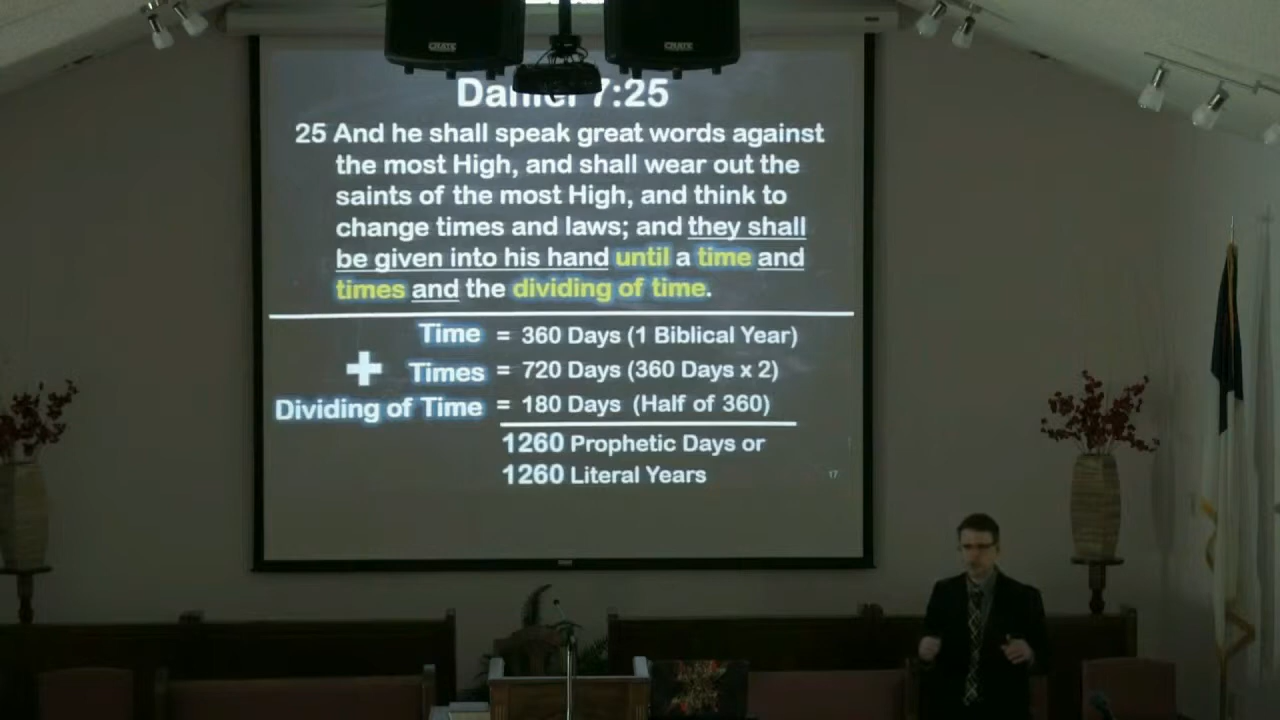 CRATE CRATE
Daniel 7:25
25 And he shall speak great words against
the most High, and shall wear out the
saints of the most High, and think to
change times and laws; and they shall
be given into his hand until a time and
times and the dividing of time.
Time = 360 Days (1 Biblical Year)
+ Times = 720 Days (360 Days x 2)
Dividing of Time = 180 Days (Half of 360)
1260 Prophetic Days or
1260 Literal Years
17